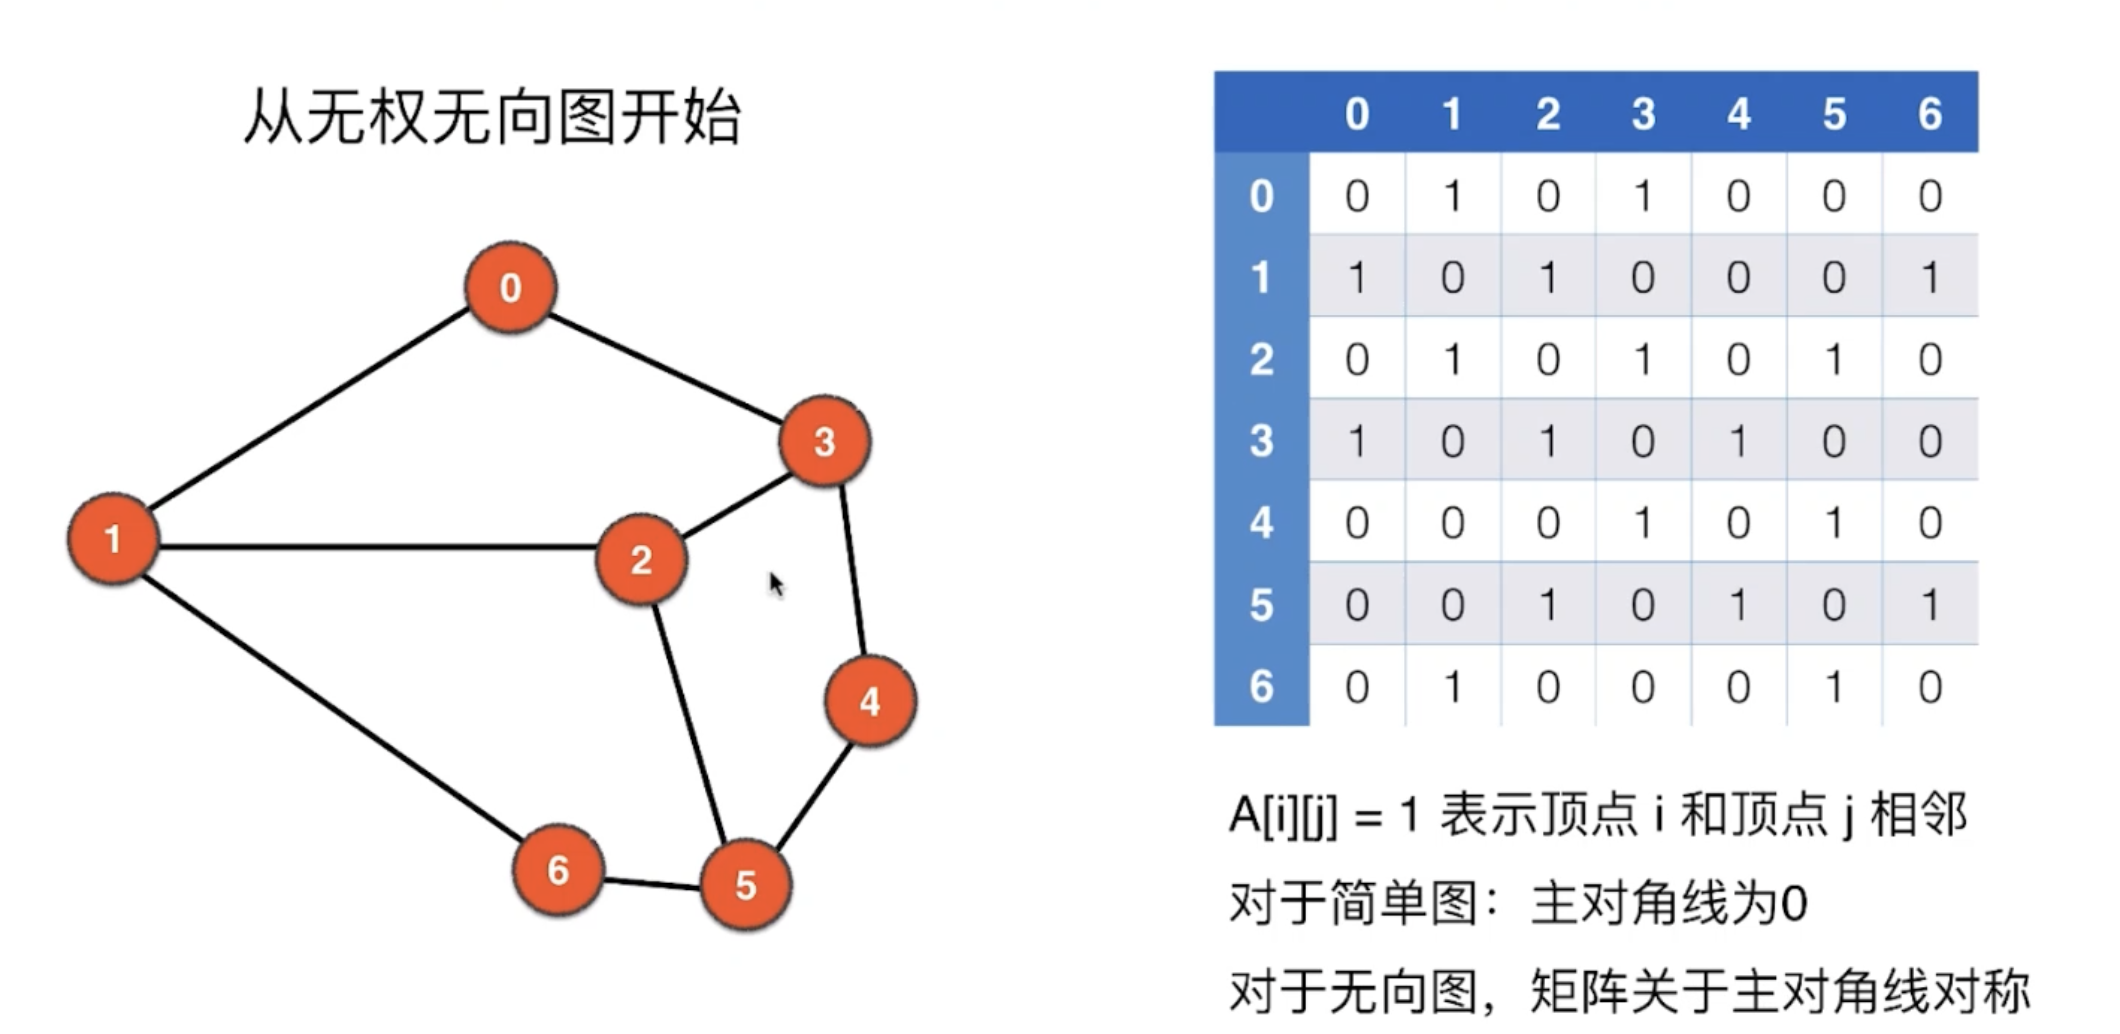 从无权无向图开始
0
3
1
2
4
6
5
0 1 2 3 4 5 6
0 0 1 0 1 0 0 0
1 1 0 1 0 0 0 1
2 0 1 0 1 0 1 0
3 1 0 1 0 1 0 0
4 0 0 0 1 0 1 0
5 0 0 1 0 1 0 1
6 0 1 0 0 0 1 0
A[i][j] = 1 表示顶点 i 和顶点 j 相邻
对于简单图：主对角线为0
对于无向图，矩阵关于主对角线对称